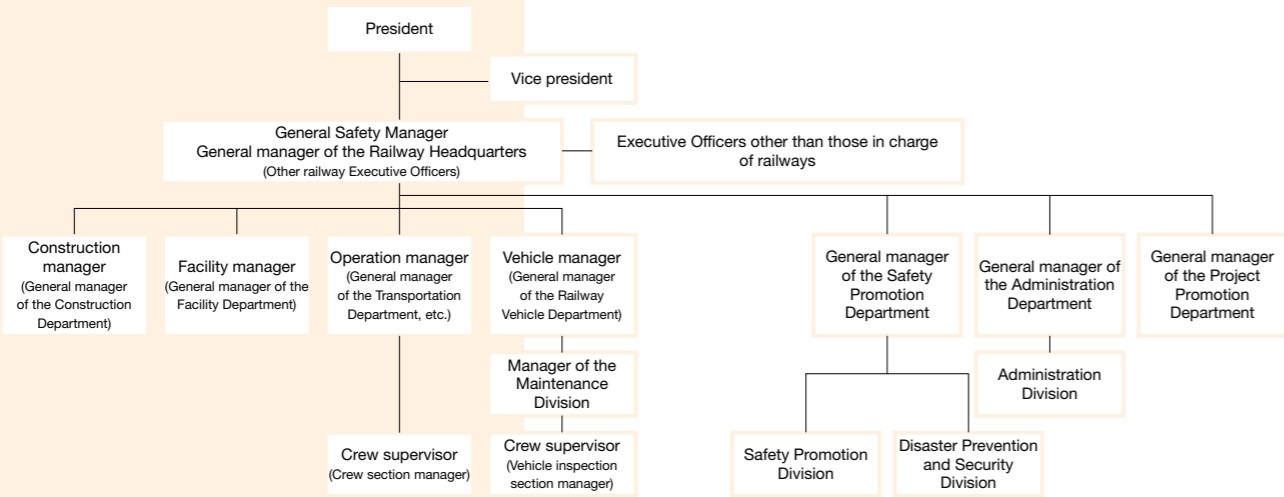 President
Vice president
General Safety Manager
General manager of the Railway Headquarters
(Other railway Executive Officers)
Executive Officers other than those in charge
of railways
Construction
manager
(General manager
of the Construction
Department)
Facility manager
(General manager of the
Facility Department)
Operation manager
(General manager
of the Transportation
Department, etc.)
Vehicle manager
(General manager
of the Railway
Vehicle Department)
General manager
of the Safety
Promotion
Department
General manager of
the Administration
Department
General manager
of the Project
Promotion
Department
Manager of the
Maintenance
Division
Administration
Division
Crew supervisor
(Crew section manager)
Crew supervisor
(Vehicle inspection
section manager)
Safety Promotion
Division
Disaster Prevention
and Security
Division